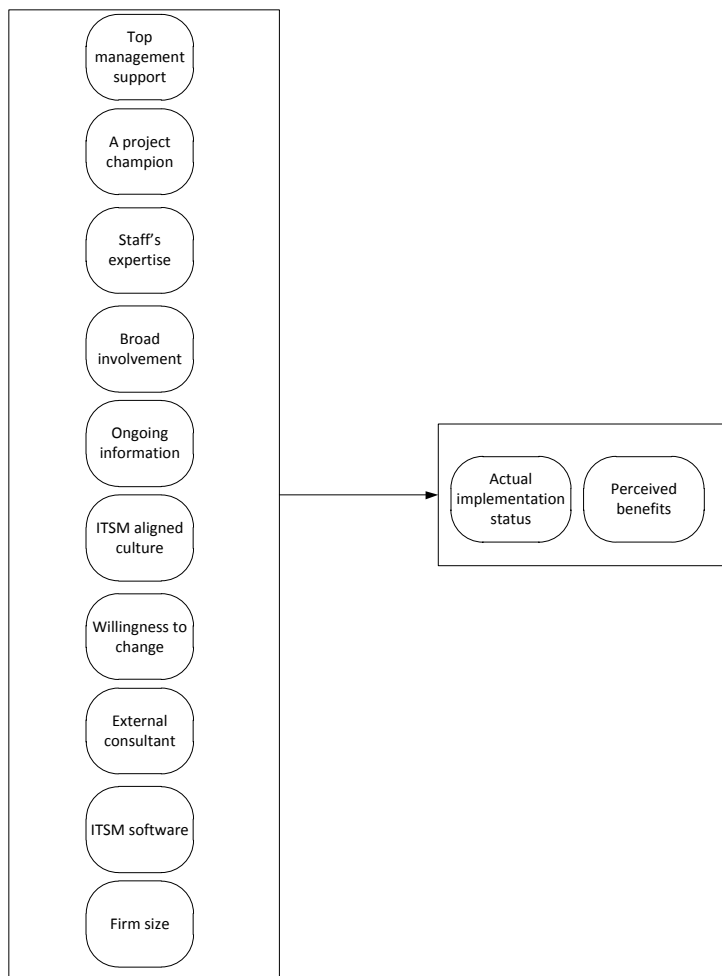 Top
management
support
A project
champion
Staff’s
expertise
Broad
involvement
Ongoing
information
ITSM aligned
culture
Willingness to
change
External
consultant
ITSM software
Firm size
Actual
implementation
status
Perceived
benefits